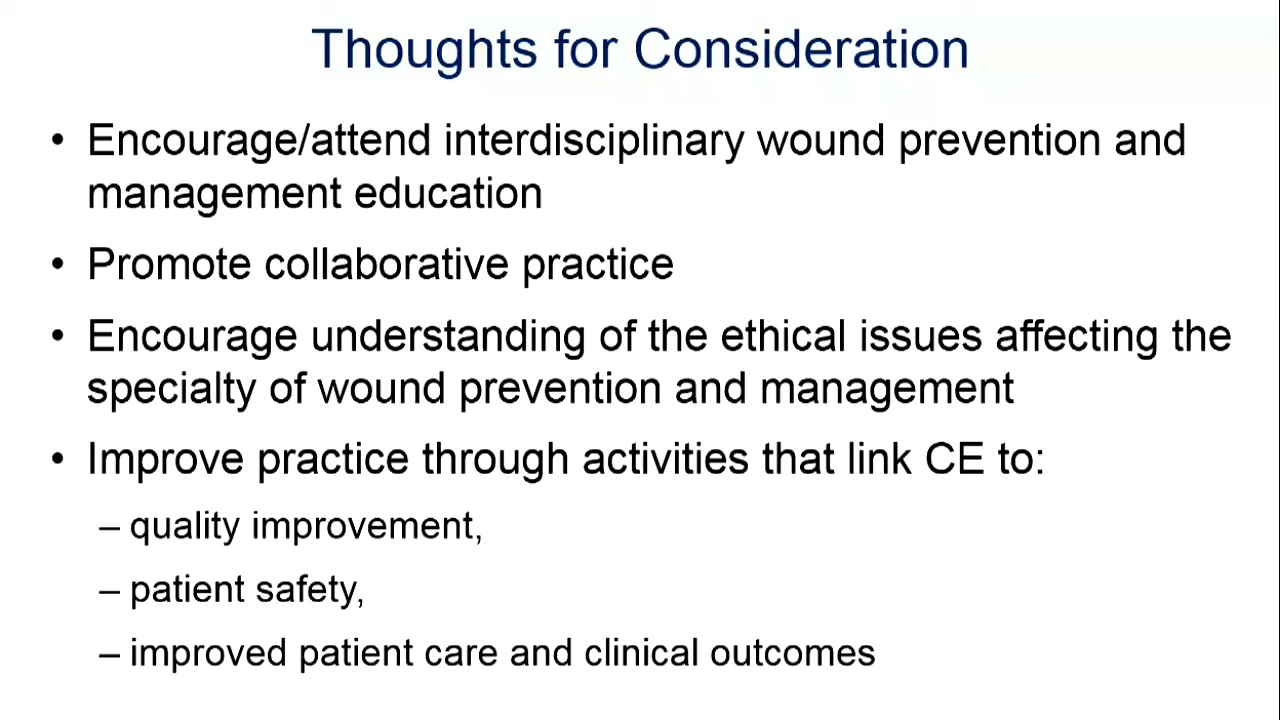 Thoughts for Consideration
• Encourage/attend interdisciplinary wound prevention and
management education
• Promote collaborative practice
• Encourage understanding of the ethical issues affecting the
specialty of wound prevention and management
• Improve practice through activities that link CE to:
– quality improvement,
– patient safety,
– improved patient care and clinical outcomes